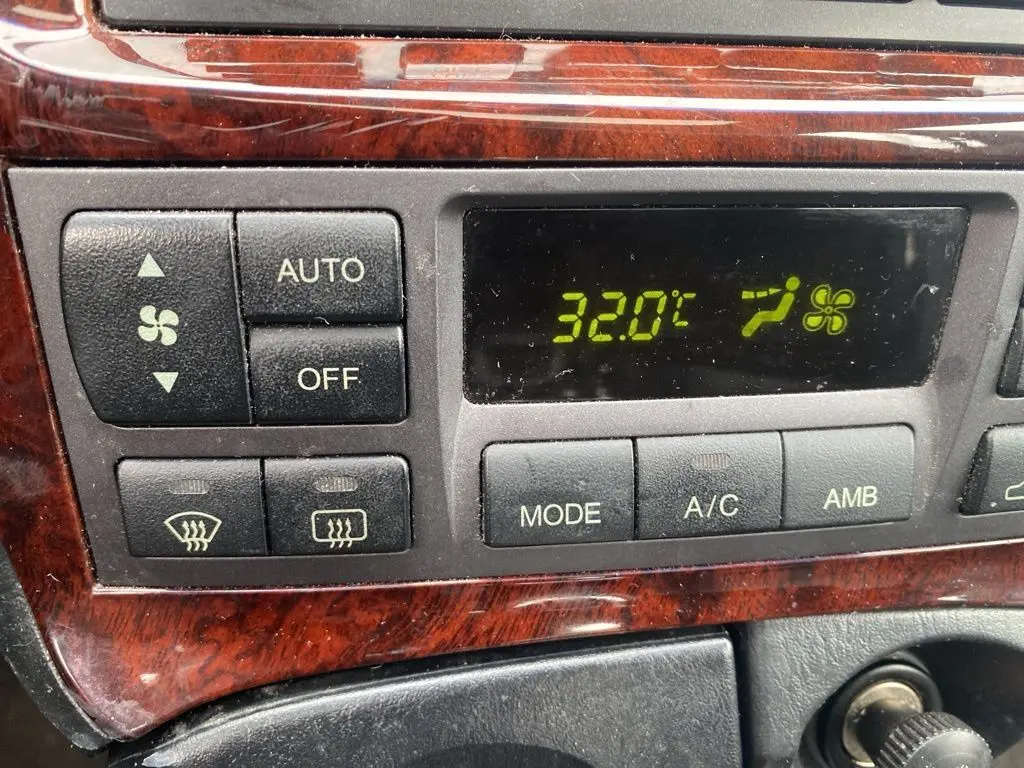 AUTO
32.0°C
OFF
MODE
A/C
AMB